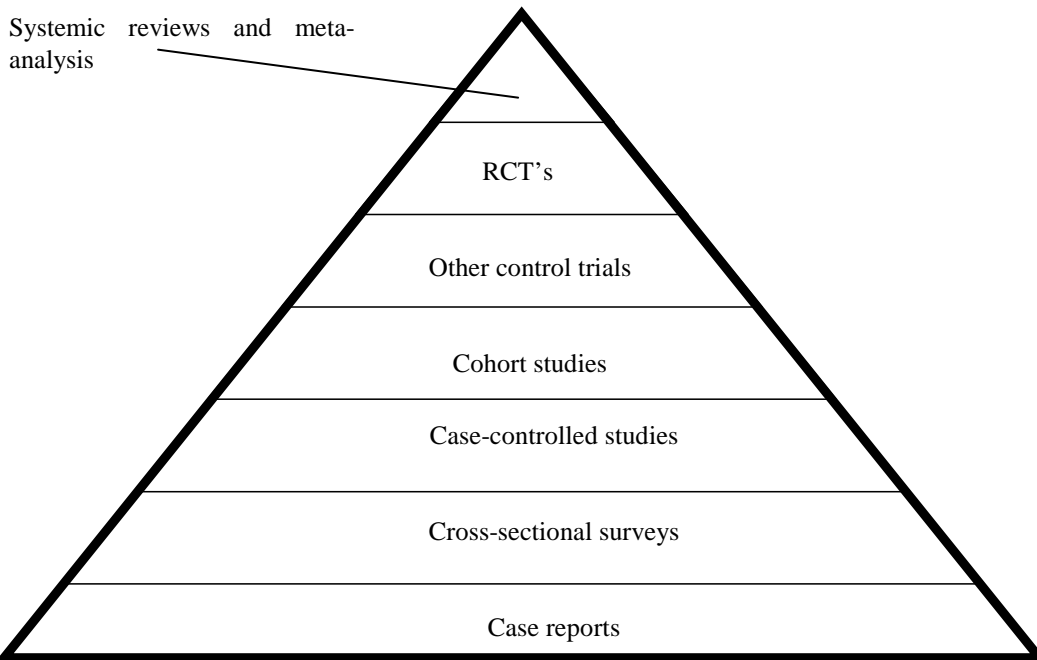 Systemic reviews and meta-
analysis
RCT’s
Other control trials
Cohort studies
Case-controlled studies
Cross-sectional surveys
Case reports